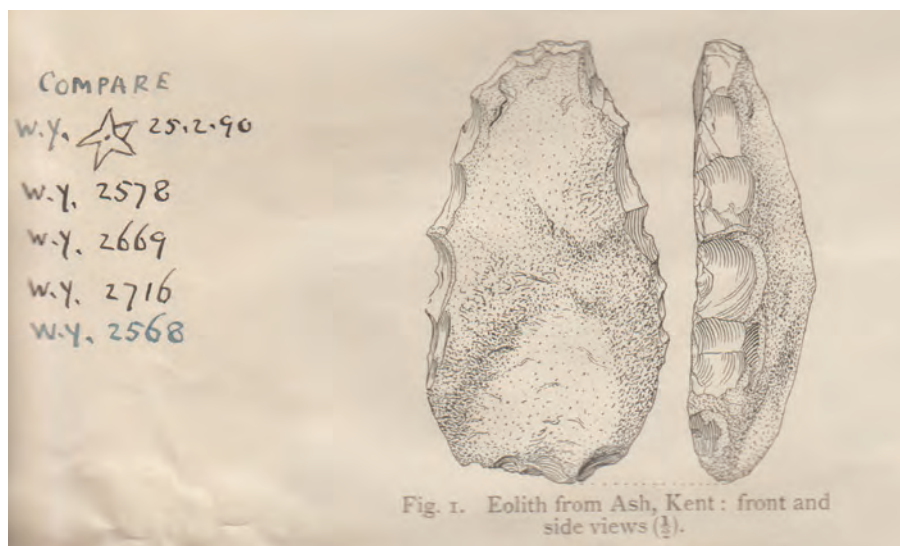 COMPARE
W.Y. 25.2.90
W.Y. 2578
W.Y. 2669
W.Y. 2716
W.Y. 2568
Fig. 1. Eolith from Ash, Kent : front and
side views (½).